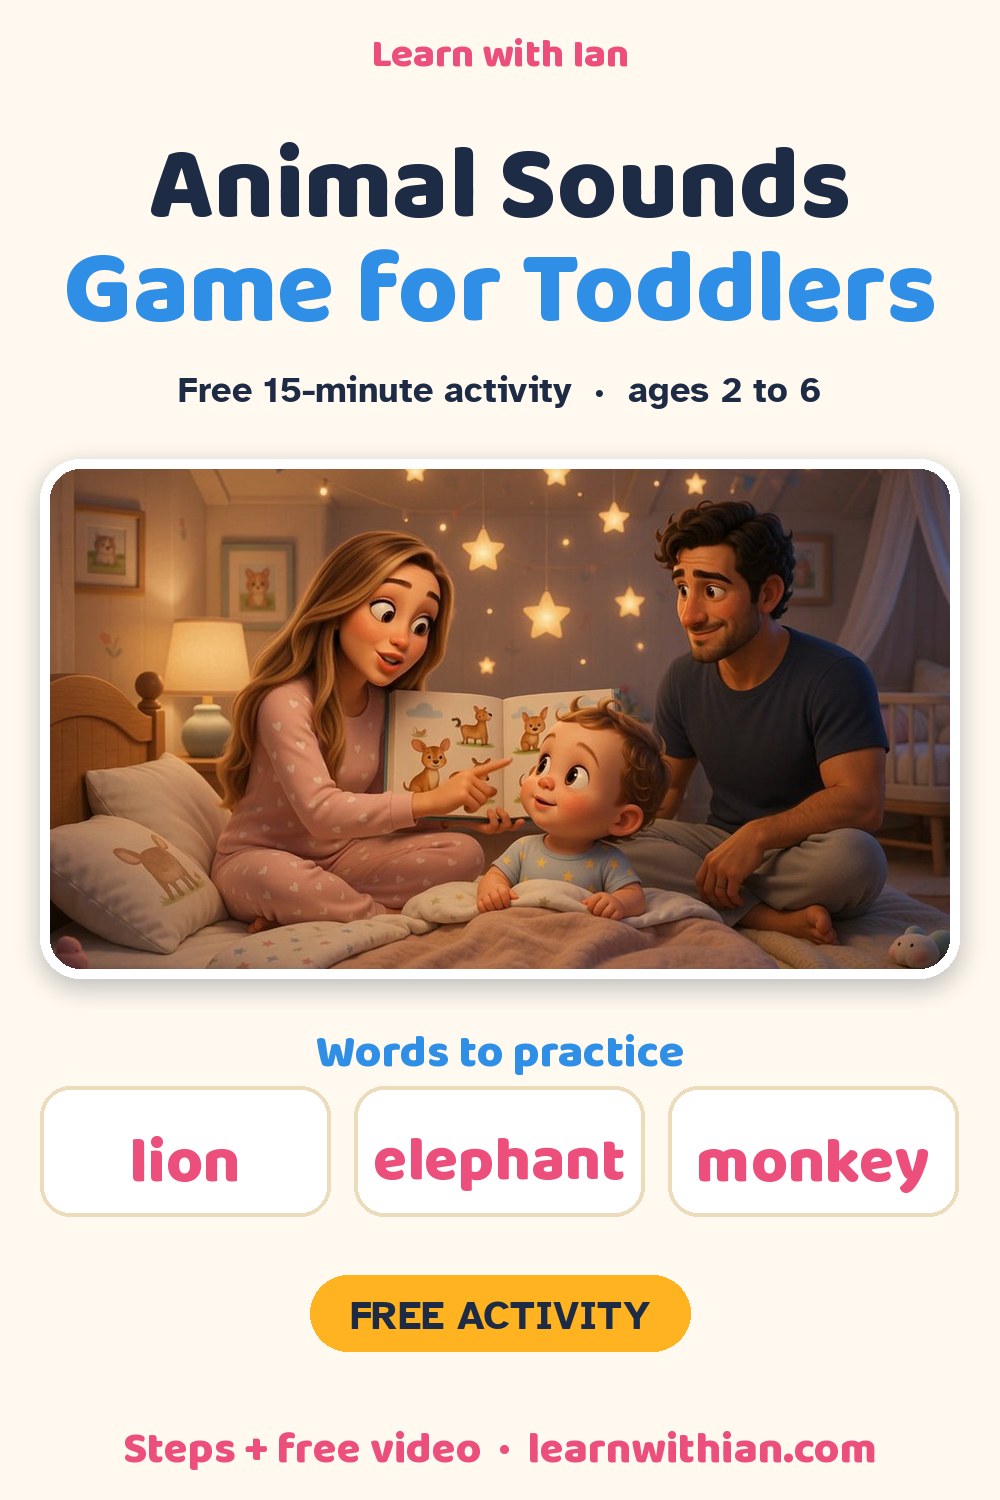 Learn with Ian
Animal Sounds
Game for Toddlers
Free 15-minute activity · ages 2 to 6
Words to practice
lion
elephant
monkey
FREE ACTIVITY
Steps + free video · learnwithian.com